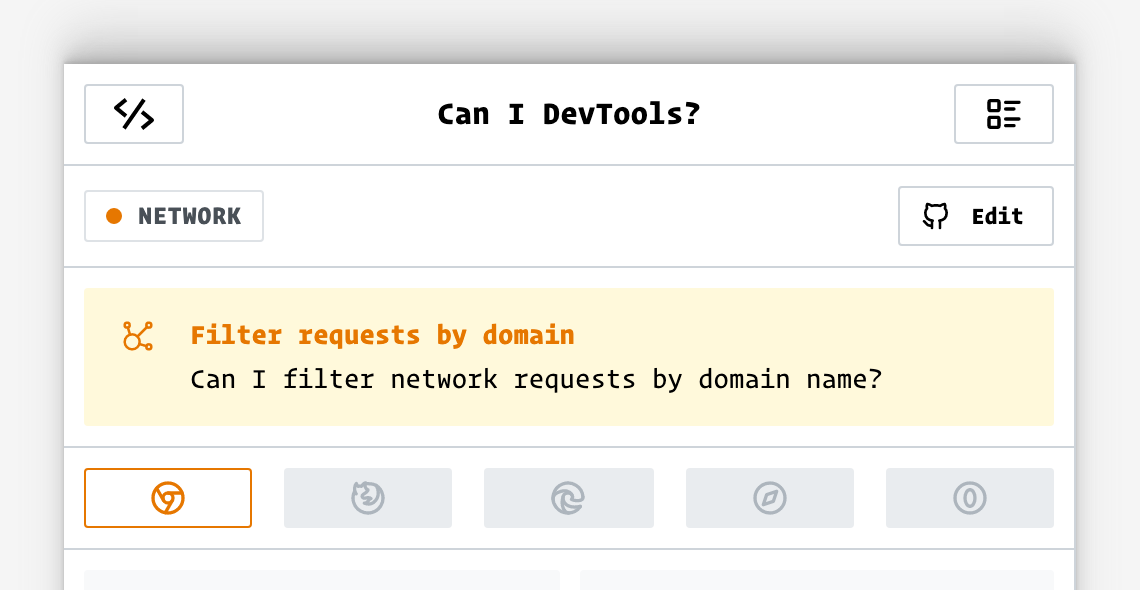 Can I DevTools?
NETWORK
Edit
Filter requests by domain
Can I filter network requests by domain name?